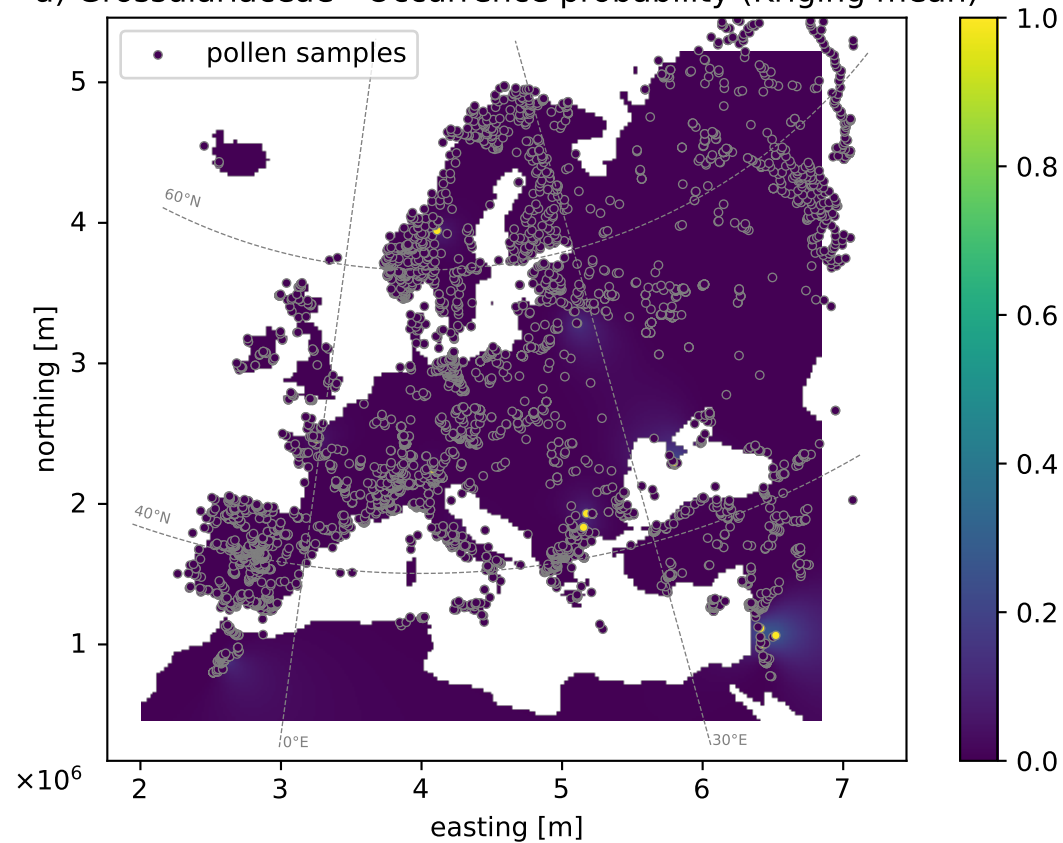 a) Grossulariaceae - Occurrence probability (Kriging mean)
pollen samples
60°N
40°N
0°E
30°E
5
4
3
2
1
northing [m]
×10⁶
2
3
4
5
6
7
easting [m]
1.0
0.8
0.6
0.4
0.2
0.0